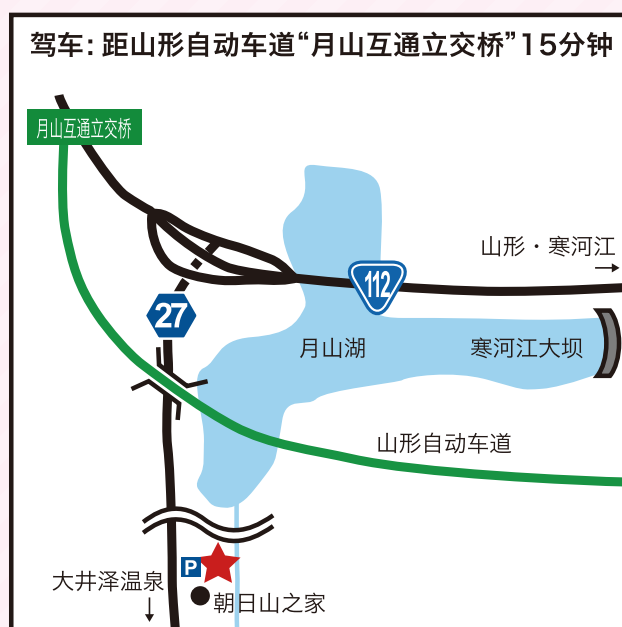 驾车：距山形自动车道“月山互通立交桥”15分钟
月山互通立交桥
山形・寒河江
112
27
月山湖
寒河江大坝
山形自动车道
P
大井泽温泉
朝日山之家